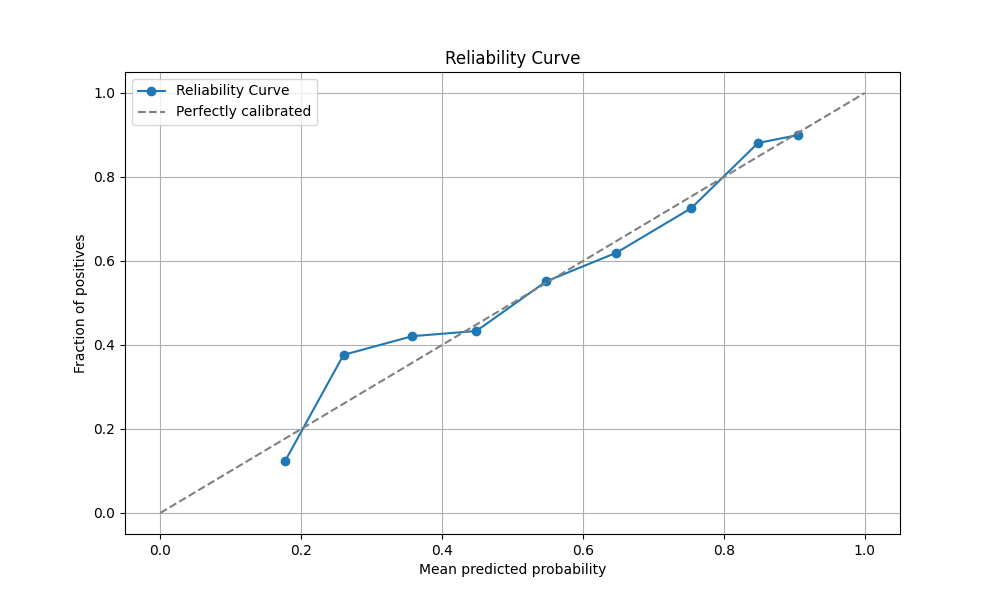 Reliability Curve
Reliability Curve
Perfectly calibrated
1.0
0.8
0.6
0.4
0.2
0.0
Fraction of positives
0.0 0.2 0.4 0.6 0.8 1.0
Mean predicted probability